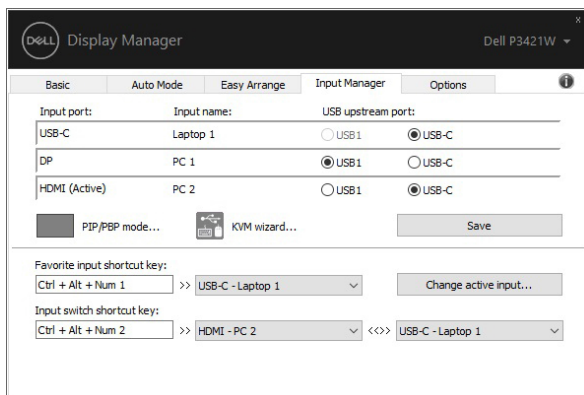 x
DELL Display Manager Dell P3421W
Basic Auto Mode Easy Arrange Input Manager Options
Input port: Input name: USB upstream port:
USB-C Laptop 1 USB1 USB-C
DP PC 1 USB1 USB-C
HDMI (Active) PC 2 USB1 USB-C
PIP/PBP mode... KVM wizard... Save
Favorite input shortcut key:
Ctrl + Alt + Num 1 >> USB-C - Laptop 1 Change active input...
Input switch shortcut key:
Ctrl + Alt + Num 2 >> HDMI - PC 2 <<>> USB-C - Laptop 1